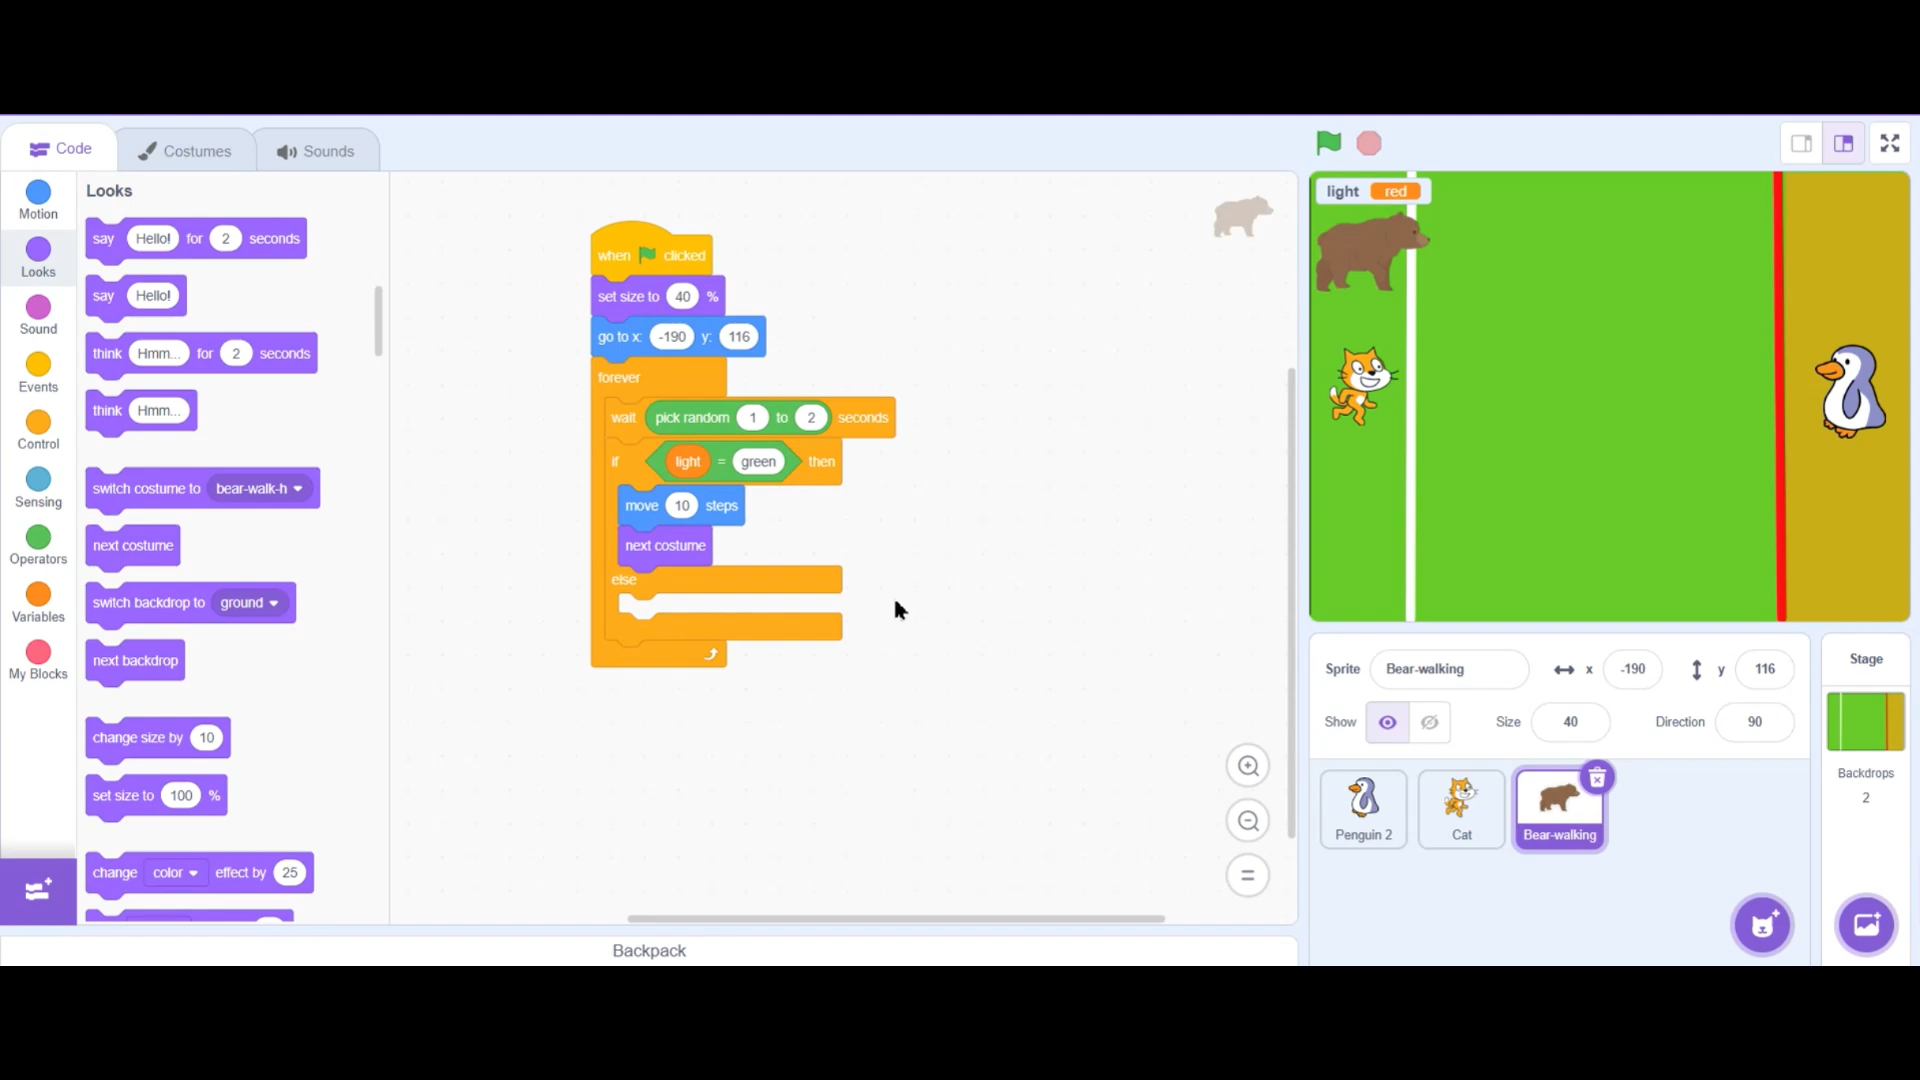 Code
Costumes
Sounds
Motion
Looks
Sound
Events
Control
Sensing
Operators
Variables
My Blocks
Looks
say Hello! for 2 seconds
say Hello!
think Hmm... for 2 seconds
think Hmm...
switch costume to bear-walk-h
next costume
switch backdrop to ground
next backdrop
change size by 10
set size to 100 %
change color effect by 25
when clicked
set size to 40 %
go to x: -190 y: 116
forever
wait pick random 1 to 2 seconds
if light = green then
move 10 steps
next costume
else
Backpack
light red
Sprite Bear-walking x -190 y 116
Show Size 40 Direction 90
Penguin 2
Cat
Bear-walking
Stage
Backdrops
2